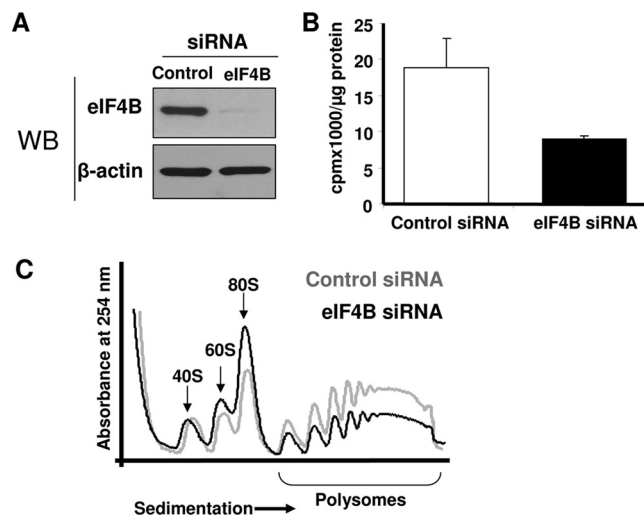 A
siRNA
Control eIF4B
WB
eIF4B
β-actin
B
cpmx1000/µg protein
25
20
15
10
5
0
Control siRNA
eIF4B siRNA
C
Control siRNA
eIF4B siRNA
Absorbance at 254 nm
40S
60S
80S
Sedimentation
Polysomes